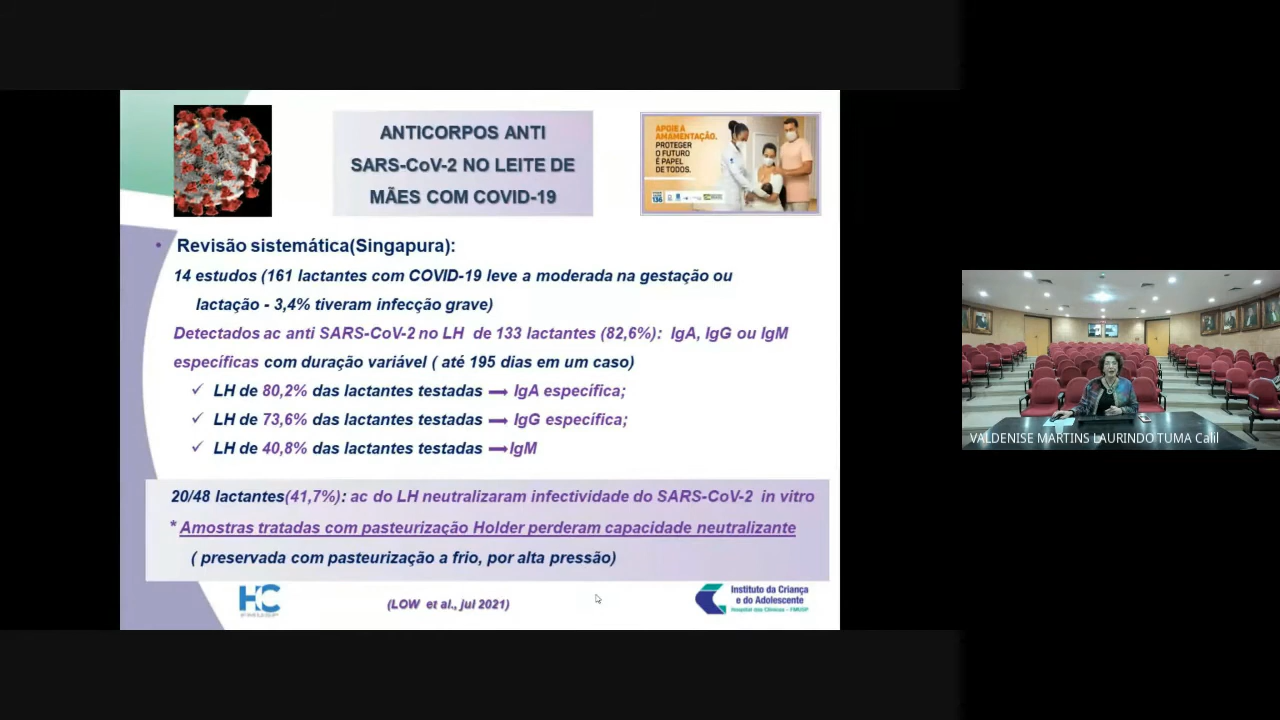 ANTICORPOS ANTI
SARS-CoV-2 NO LEITE DE
MÃES COM COVID-19
APOIE A
AMAMENTAÇÃO.
PROTEGER
O FUTURO
É PAPEL
DE TODOS.
• Revisão sistemática(Singapura):
14 estudos (161 lactantes com COVID-19 leve a moderada na gestação ou
lactação - 3,4% tiveram infecção grave)
Detectados ac anti SARS-CoV-2 no LH de 133 lactantes (82,6%): IgA, IgG ou IgM
específicas com duração variável ( até 195 dias em um caso)
✓ LH de 80,2% das lactantes testadas → IgA específica;
✓ LH de 73,6% das lactantes testadas → IgG específica;
✓ LH de 40,8% das lactantes testadas →IgM
20/48 lactantes(41,7%): ac do LH neutralizaram infectividade do SARS-CoV-2 in vitro
* Amostras tratadas com pasteurização Holder perderam capacidade neutralizante
( preservada com pasteurização a frio, por alta pressão)
HC
(LOW et al., jul 2021)
Instituto da Criança
e do Adolescente
Hospital das Clínicas - FMUSP
VALDENISE MARTINS LAURINDO TUMA Calil